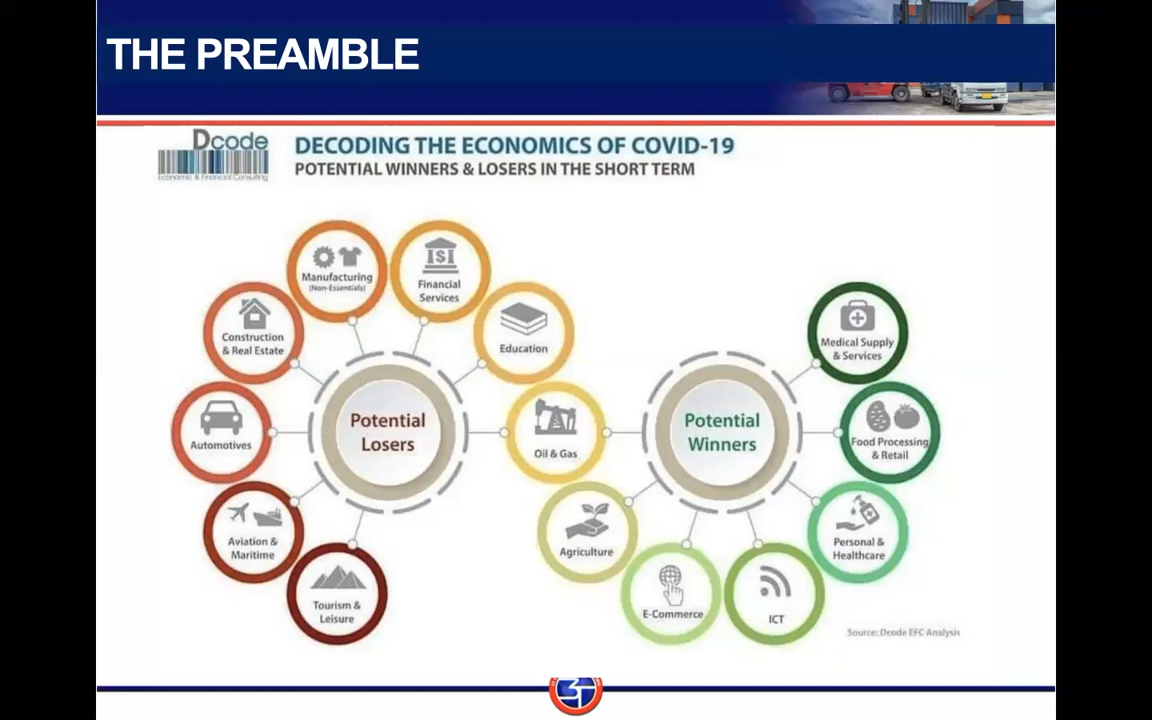 THE PREAMBLE
Dcode
Economic & Financial Consulting
DECODING THE ECONOMICS OF COVID-19
POTENTIAL WINNERS & LOSERS IN THE SHORT TERM
Manufacturing
(Non-Essentials)
Financial
Services
Construction
& Real Estate
Education
Automotives
Potential
Losers
Oil & Gas
Aviation &
Maritime
Tourism &
Leisure
Potential
Winners
Medical Supply
& Services
Food Processing
& Retail
Personal &
Healthcare
ICT
E-Commerce
Agriculture
Source: Dcode EFC Analysis